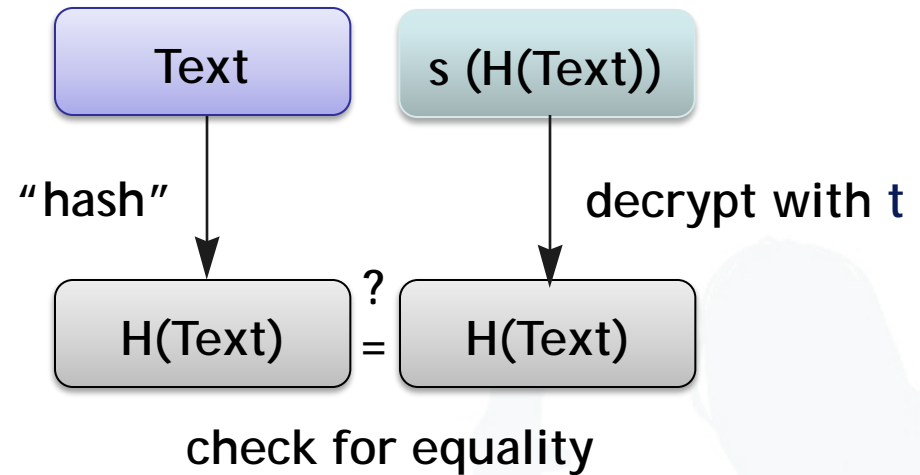 Text
s (H(Text))
“hash”
decrypt with t
H(Text)
?
=
H(Text)
check for equality